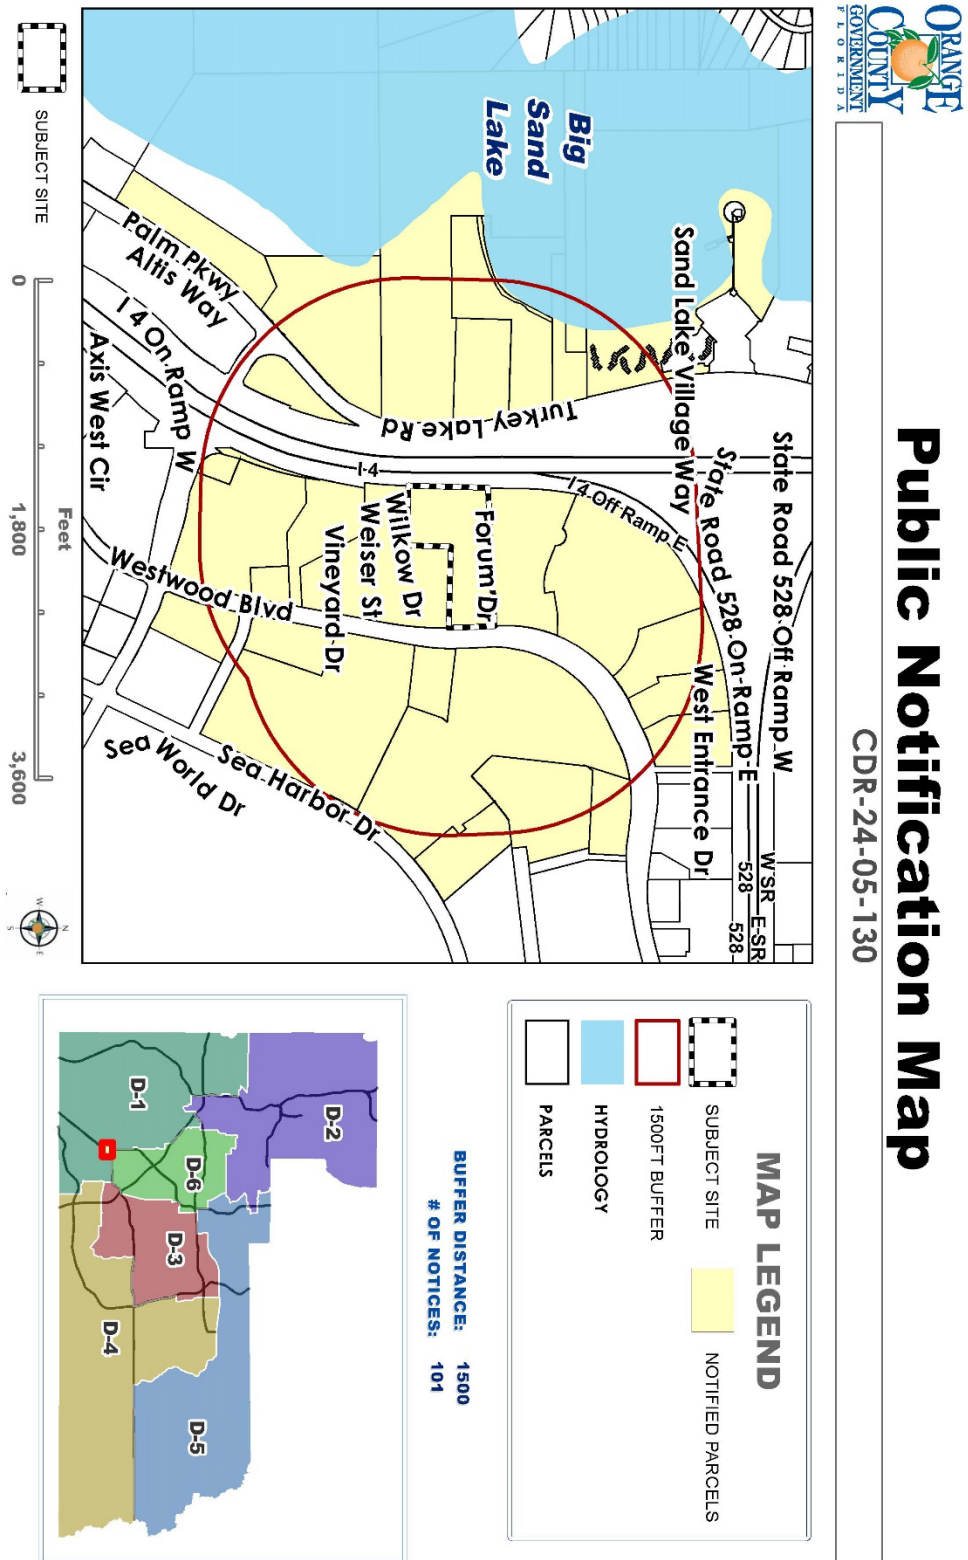 ORANGE
COUNTY
GOVERNMENT
FLORIDA
Public Notification Map
CDR-24-05-130
Big
Sand
Lake
Sand Lake Village Way
State Road 528 Off Ramp W
State Road 528 On Ramp E
West Entrance Dr
W SR
528
E SR
528
Turkey Lake Rd
I 4 Off Ramp E
I-4
Forum Dr
Wilkow Dr
Weiser St
Vineyard Dr
Palm Pkwy
Altis Way
I 4 On Ramp W
Axis West Cir
Westwood Blvd
Sea Harbor Dr
Sea World Dr
SUBJECT SITE
0
1,800
3,600
Feet
N
W
E
S
MAP LEGEND
SUBJECT SITE
NOTIFIED PARCELS
1500FT BUFFER
HYDROLOGY
PARCELS
BUFFER DISTANCE: 1500
# OF NOTICES: 101
D-2
D-1
D-6
D-3
D-5
D-4